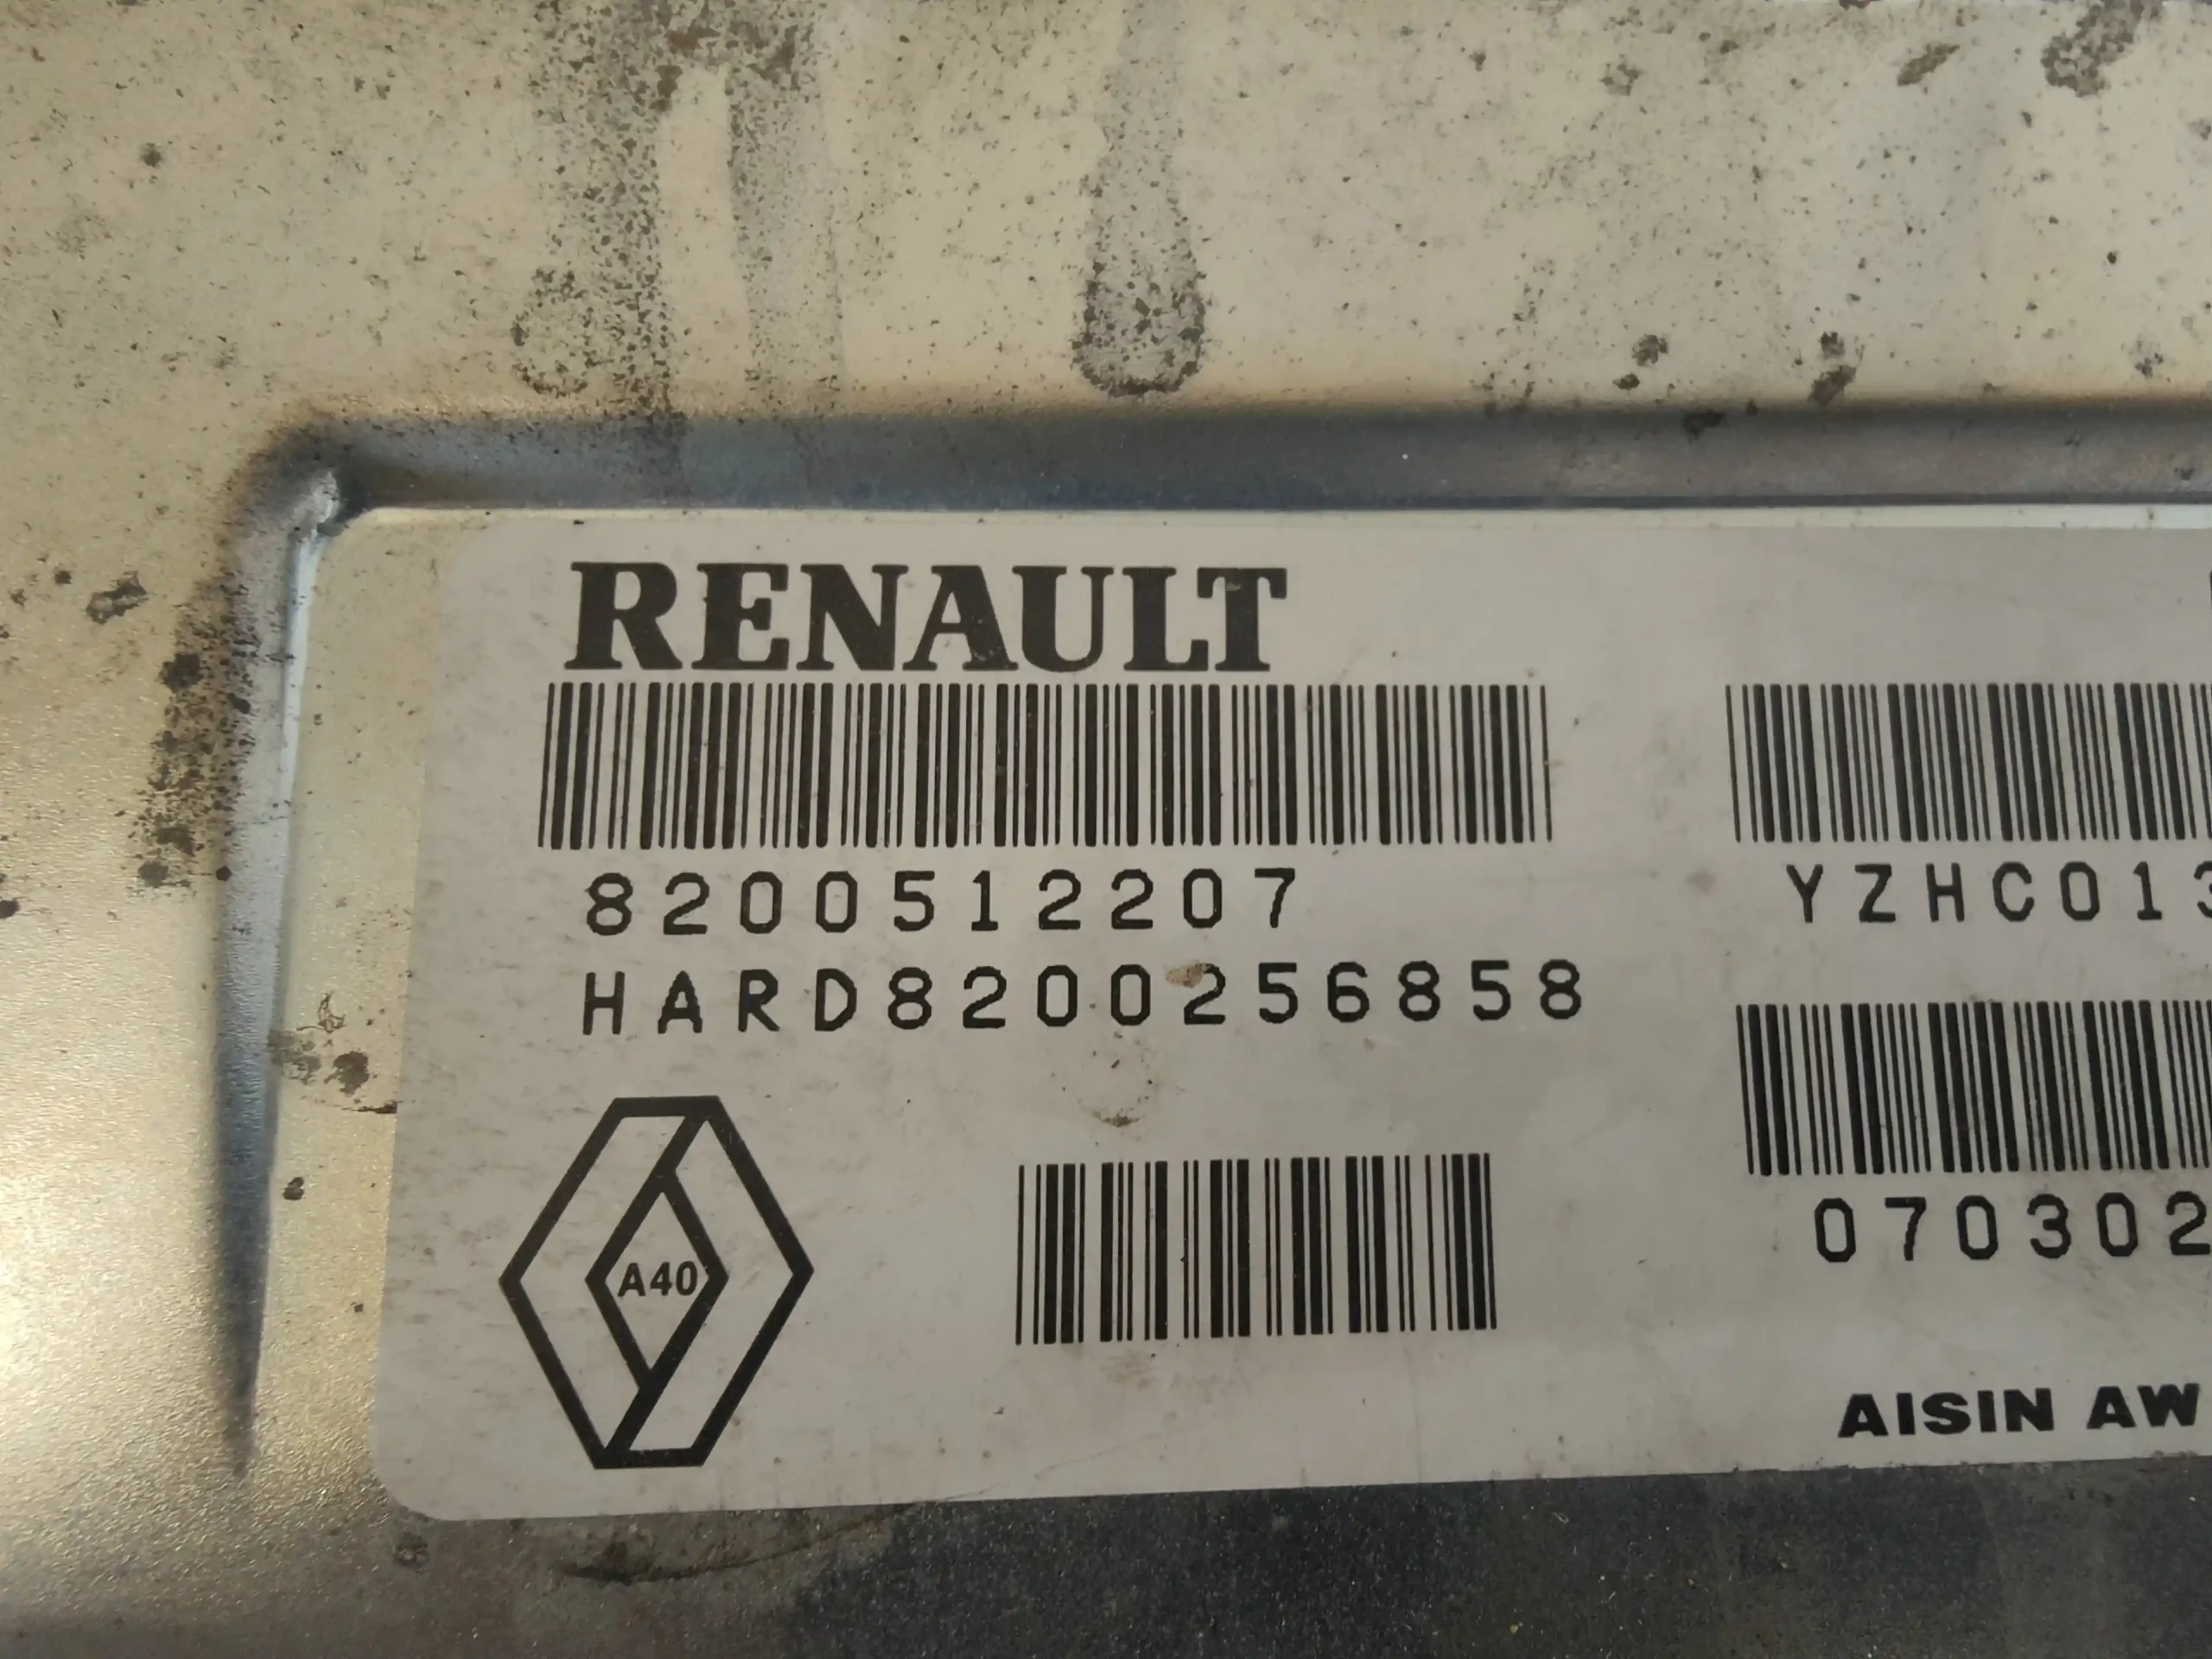 RENAULT
8200512207
YZHC013
HARD8200256858
070302
A40
AISIN AW